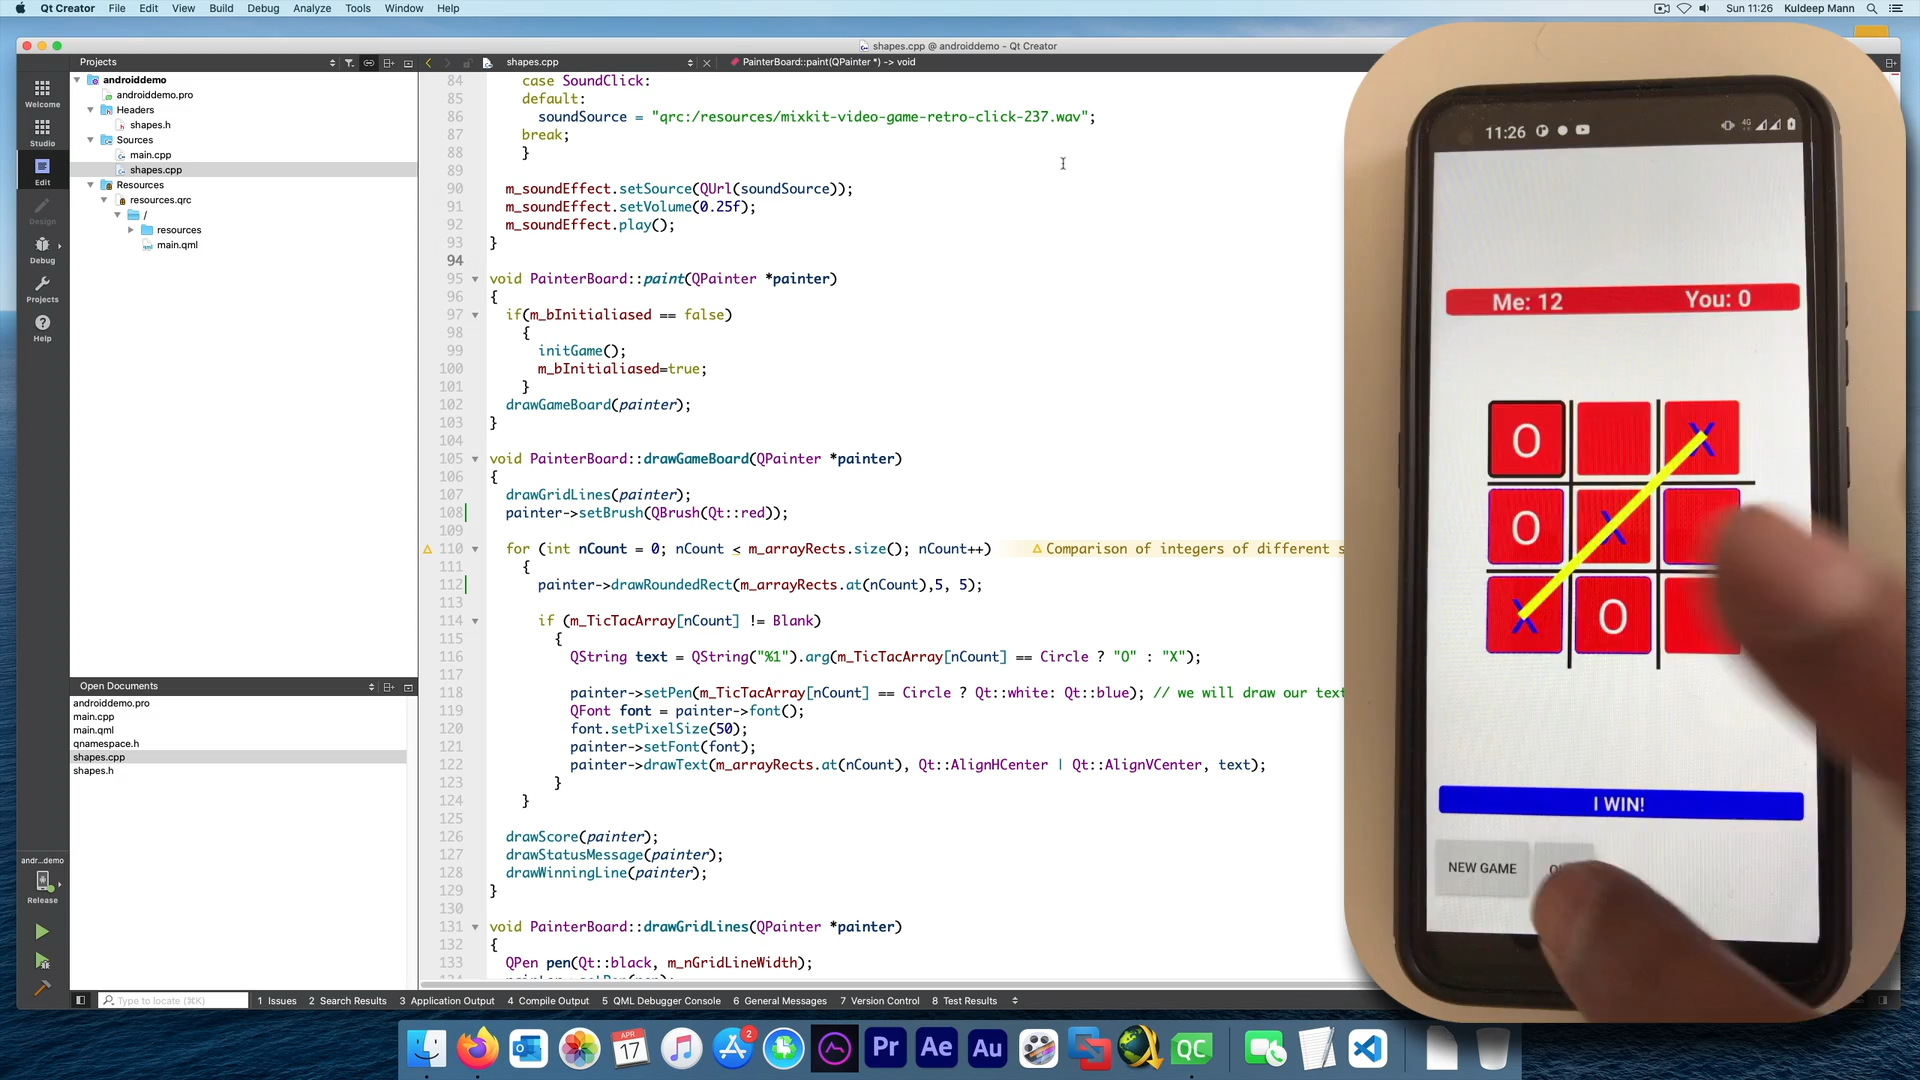 Qt Creator File Edit View Build Debug Analyze Tools Window Help
Sun 11:26 Kuldeep Mann
shapes.cpp @ androiddemo - Qt Creator
Projects
shapes.cpp
PainterBoard::paint(QPainter *) -> void
Welcome
Studio
Edit
Design
Debug
Projects
Help
androiddemo
androiddemo.pro
Headers
shapes.h
Sources
main.cpp
shapes.cpp
Resources
resources.qrc
/
resources
main.qml
84 case SoundClick:
85 default:
86 soundSource = "qrc:/resources/mixkit-video-game-retro-click-237.wav";
87 break;
88 }
89
90 m_soundEffect.setSource(QUrl(soundSource));
91 m_soundEffect.setVolume(0.25f);
92 m_soundEffect.play();
93 }
94
95 void PainterBoard::paint(QPainter *painter)
96 {
97 if(m_bInitialiased == false)
98 {
99 initGame();
100 m_bInitialiased=true;
101 }
102 drawGameBoard(painter);
103 }
104
105 void PainterBoard::drawGameBoard(QPainter *painter)
106 {
107 drawGridLines(painter);
108 painter->setBrush(QBrush(Qt::red));
109
110 for (int nCount = 0; nCount < m_arrayRects.size(); nCount++) Comparison of integers of different s
111 {
112 painter->drawRoundedRect(m_arrayRects.at(nCount),5, 5);
113
114 if (m_TicTacArray[nCount] != Blank)
115 {
116 QString text = QString("%1").arg(m_TicTacArray[nCount] == Circle ? "O" : "X");
117
118 painter->setPen(m_TicTacArray[nCount] == Circle ? Qt::white: Qt::blue); // we will draw our text
119 QFont font = painter->font();
120 font.setPixelSize(50);
121 painter->setFont(font);
122 painter->drawText(m_arrayRects.at(nCount), Qt::AlignHCenter | Qt::AlignVCenter, text);
123 }
124 }
125
126 drawScore(painter);
127 drawStatusMessage(painter);
128 drawWinningLine(painter);
129 }
130
131 void PainterBoard::drawGridLines(QPainter *painter)
132 {
133 QPen pen(Qt::black, m_nGridLineWidth);
Open Documents
androiddemo.pro
main.cpp
main.qml
qnamespace.h
shapes.cpp
shapes.h
andr...demo
Release
Type to locate (⌘K)
1 Issues 2 Search Results 3 Application Output 4 Compile Output 5 QML Debugger Console 6 General Messages 7 Version Control 8 Test Results
11:26
4G
Me: 12 You: 0
O X
O X
X O
I WIN!
NEW GAME
APR
17
2
Pr
Ae
Au
QC